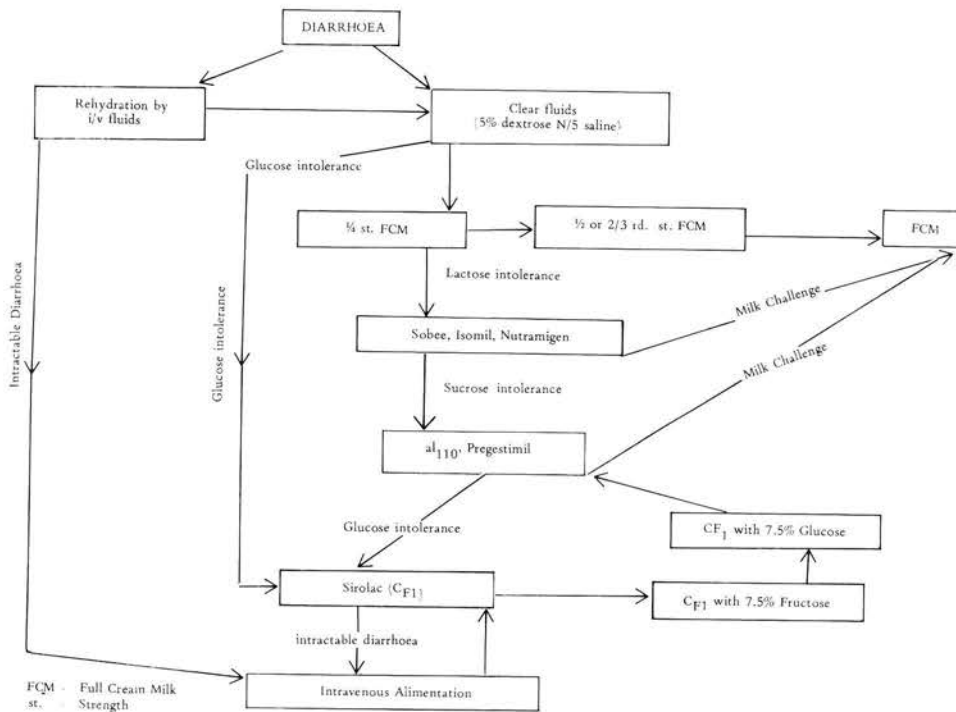 DIARRHOEA
Rehydration by
i/v fluids
Clear fluids
(5% dextrose N/5 saline)
Glucose intolerance
¼ st. FCM
½ or 2/3 rd. st. FCM
FCM
Lactose intolerance
Milk Challenge
Intractable Diarrhoea
Glucose intolerance
Sobee, Isomil, Nutramigen
Milk Challenge
Sucrose intolerance
al110, Pregestimil
Glucose intolerance
CF1 with 7.5% Glucose
Sirolac (CF1)
CF1 with 7.5% Fructose
intractable diarrhoea
Intravenous Alimentation
FCM - Full Cream Milk
st. - Strength